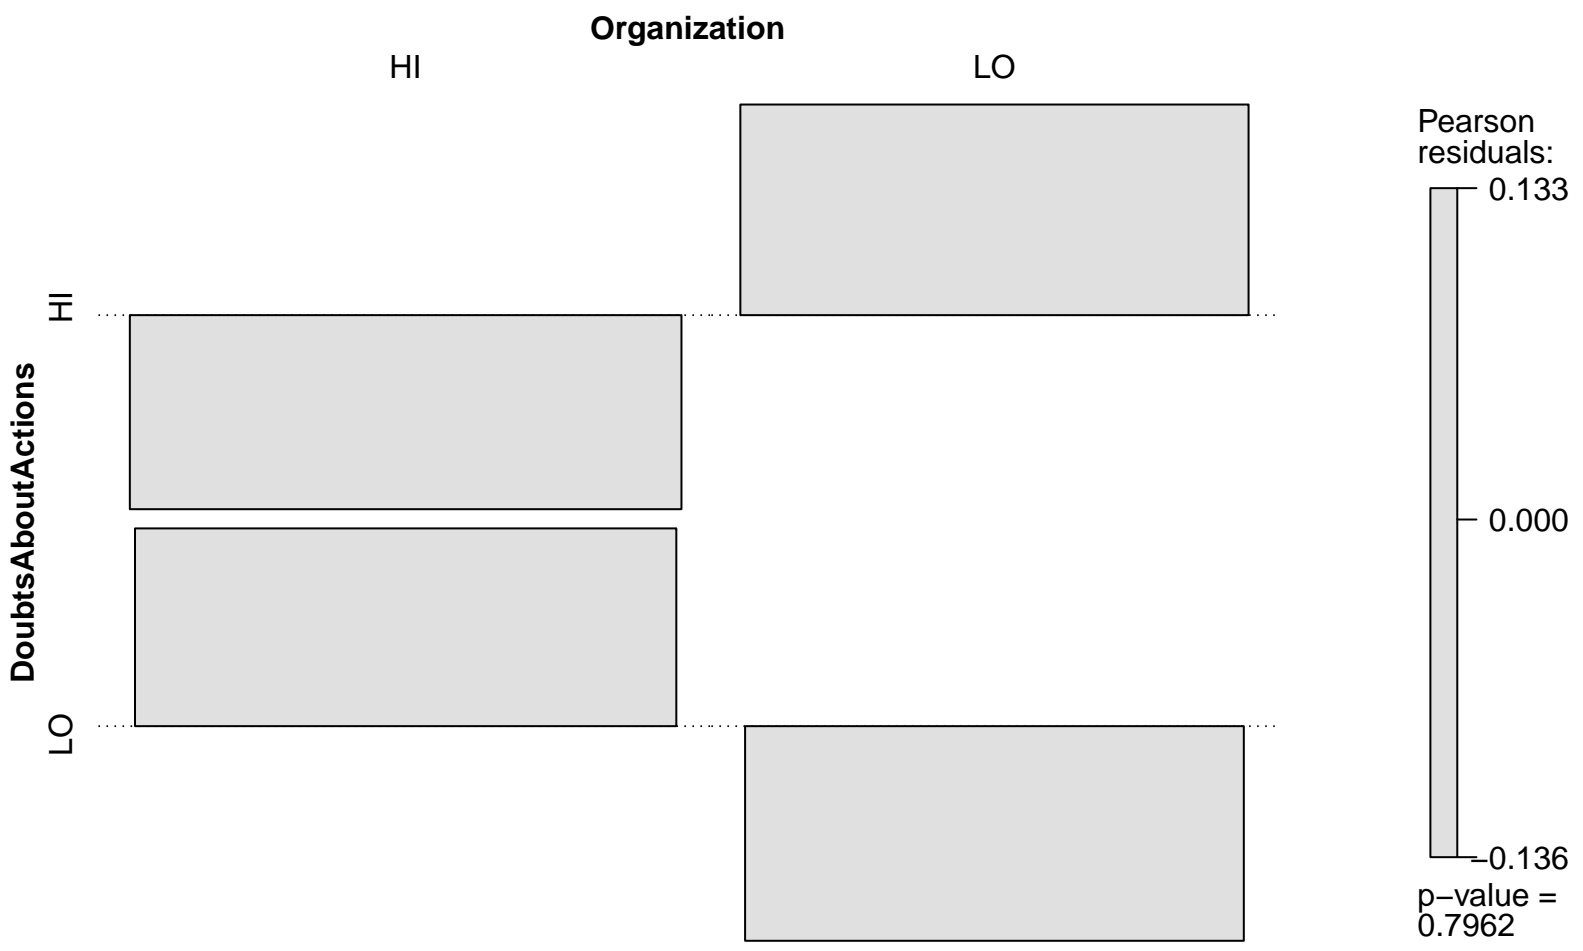 Organization
HI
LO
DoubtsAboutActions
HI
LO
Pearson
residuals:
0.133
0.000
−0.136
p−value =
0.7962